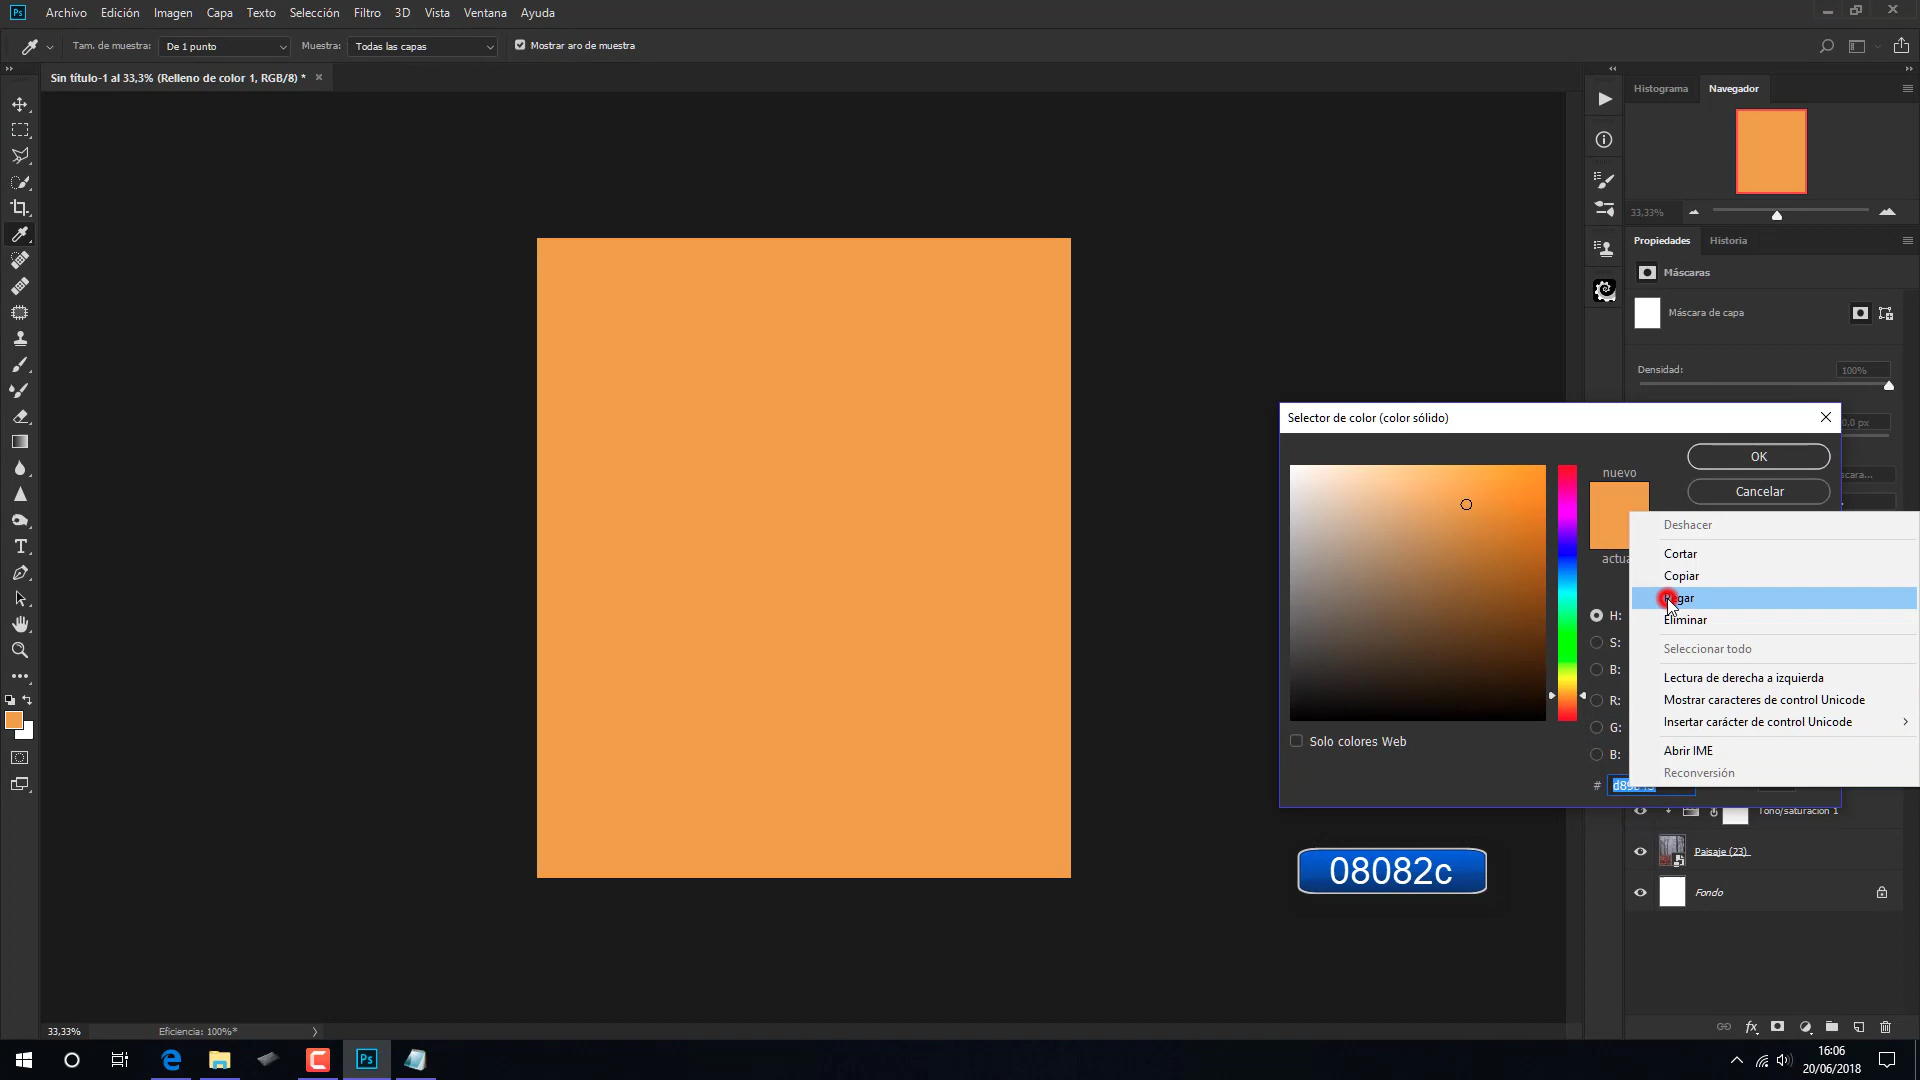 Ps Archivo Edición Imagen Capa Texto Selección Filtro 3D Vista Ventana Ayuda
Tam. de muestra: De 1 punto Muestra: Todas las capas Mostrar aro de muestra
Sin título-1 al 33,3% (Relleno de color 1, RGB/8) *
Histograma Navegador
33,33%
Propiedades Historia
Máscaras
Máscara de capa
Densidad: 100%
Selector de color (color sólido)
OK
nuevo
Cancelar
Deshacer
Cortar
actua
Copiar
Eliminar
H:
S:
B:
R:
G:
B:
#
Seleccionar todo
Lectura de derecha a izquierda
Mostrar caracteres de control Unicode
Insertar carácter de control Unicode
Abrir IME
Reconversión
Solo colores Web
Tono/saturación 1
Paisaje (23)
Fondo
08082c
33,33% Eficiencia: 100%*
Ps
16:06
20/06/2018